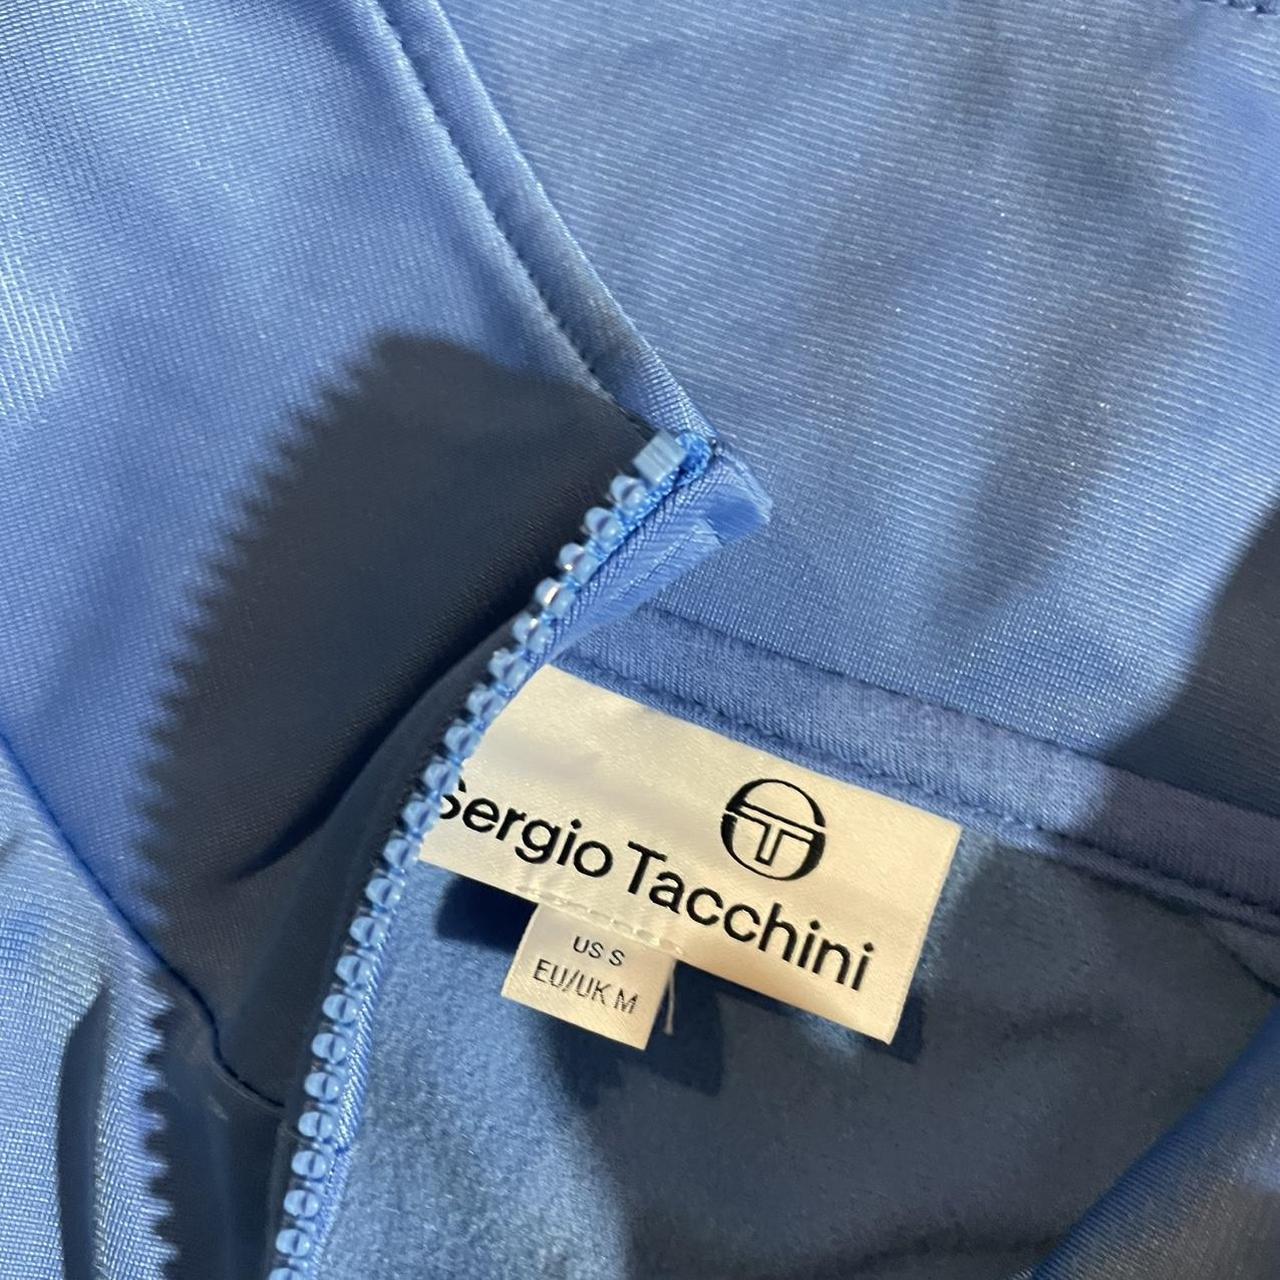 Sergio Tacchini
US S
EU/UK M